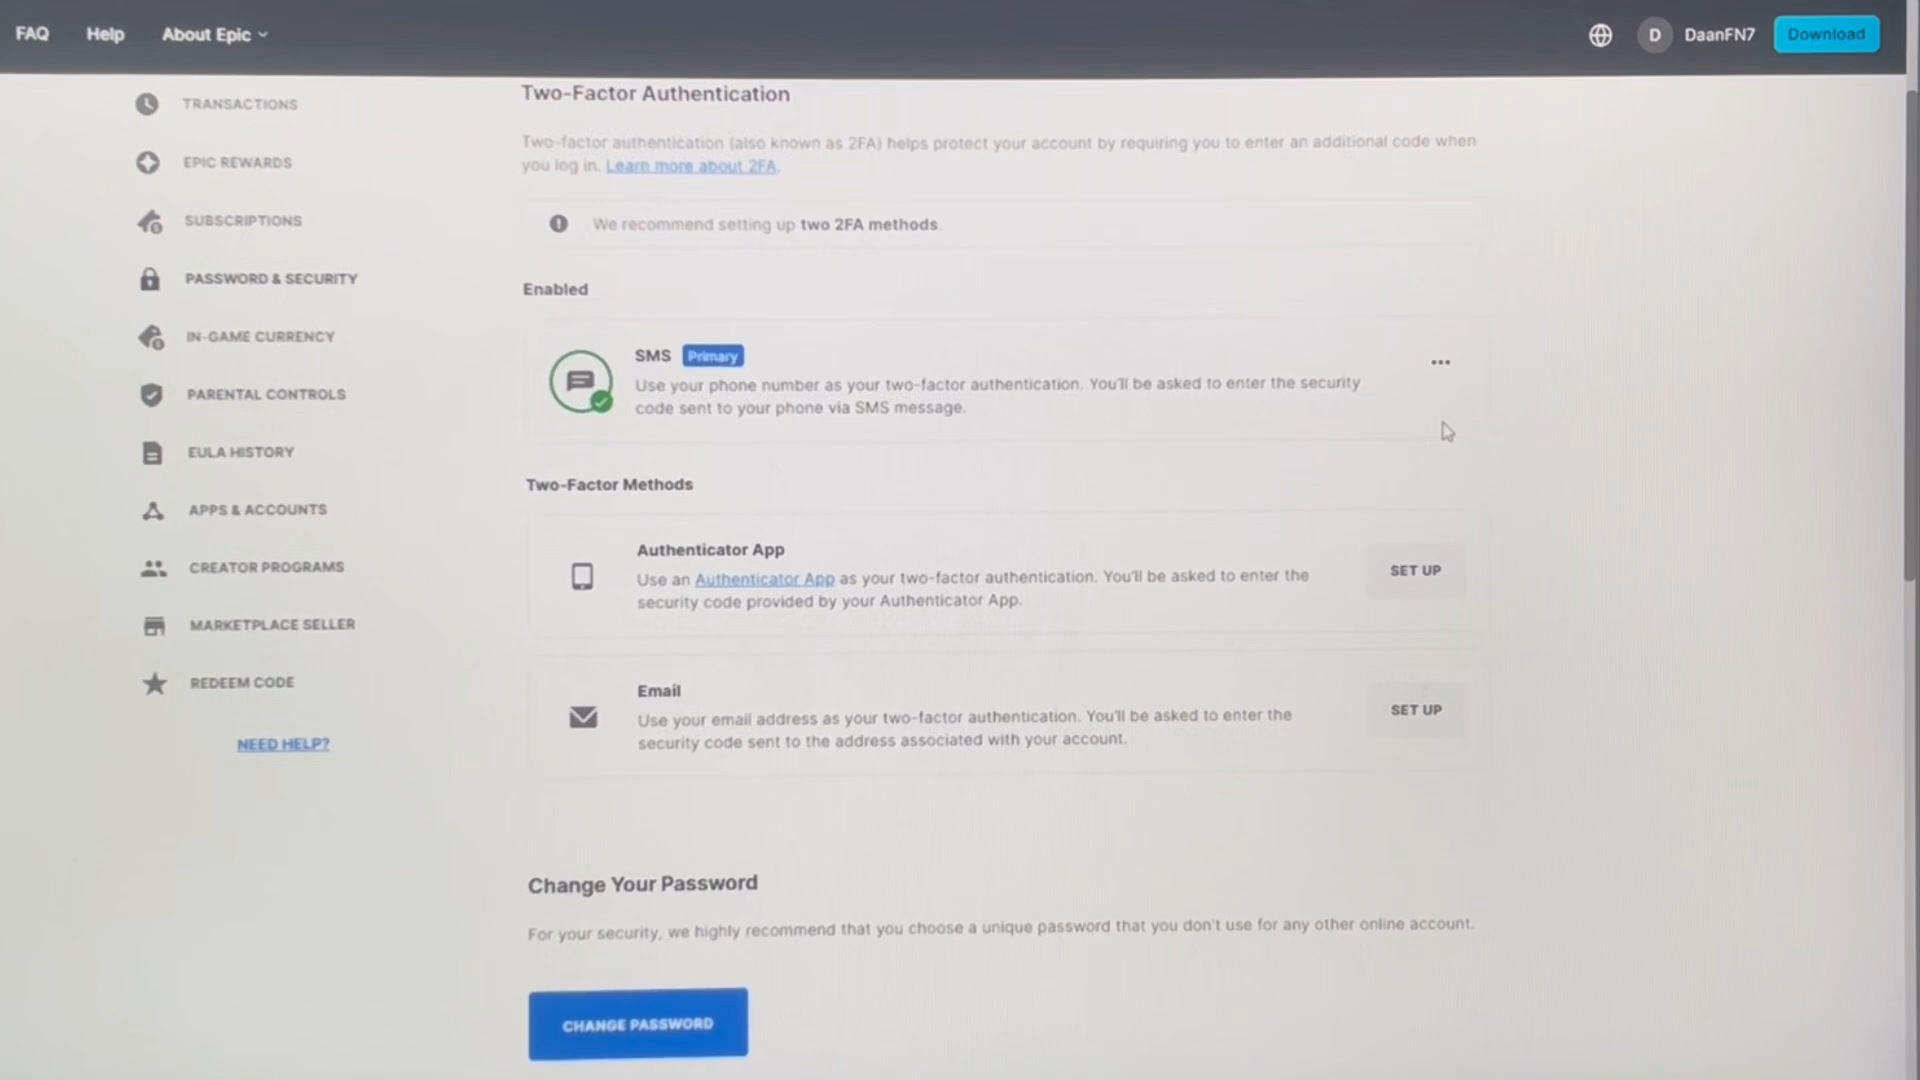 FAQ
Help
About Epic
D
DaanFN7
Download
TRANSACTIONS
EPIC REWARDS
SUBSCRIPTIONS
PASSWORD & SECURITY
IN-GAME CURRENCY
PARENTAL CONTROLS
EULA HISTORY
APPS & ACCOUNTS
CREATOR PROGRAMS
MARKETPLACE SELLER
REDEEM CODE
NEED HELP?
Two-Factor Authentication
Two-factor authentication (also known as 2FA) helps protect your account by requiring you to enter an additional code when
you log in. Learn more about 2FA.
We recommend setting up two 2FA methods.
Enabled
SMS Primary
Use your phone number as your two-factor authentication. You'll be asked to enter the security
code sent to your phone via SMS message.
Two-Factor Methods
Authenticator App
Use an Authenticator App as your two-factor authentication. You'll be asked to enter the
security code provided by your Authenticator App.
SET UP
Email
Use your email address as your two-factor authentication. You'll be asked to enter the
security code sent to the address associated with your account.
SET UP
Change Your Password
For your security, we highly recommend that you choose a unique password that you don't use for any other online account.
CHANGE PASSWORD